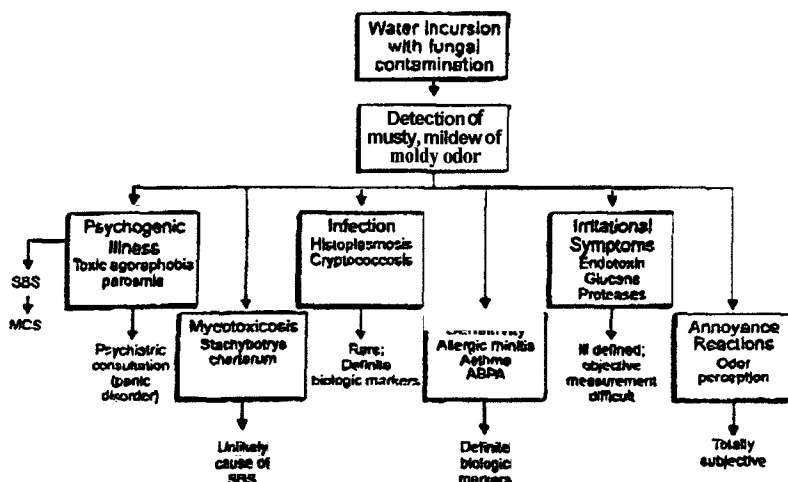 Water incursion
with fungal
contamination
Detection of
musty, mildew of
moldy odor
Psychogenic
Illness
Toxic agoraphobia
parosmia
SBS
MCS
Psychiatric
consultation
(panic
disorder)
Mycotoxicosis
Stachybotrys
charterum
Unlikely
cause of
SBS
Infection
Histoplasmosis
Cryptococcosis
Rare;
Definite
biologic markers
Allergic rhinitis
Asthma
ABPA
Definite
biologic
markers
Irritational
Symptoms
Endotoxin
Glucans
Proteases
Ill defined;
objective
measurement
difficult
Annoyance
Reactions
Odor
perception
Totally
subjective